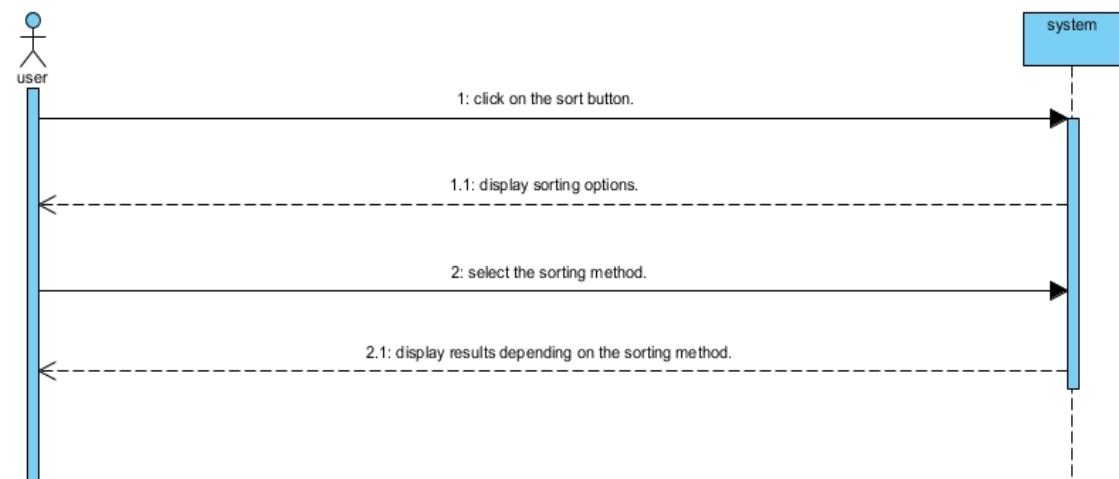 system
user
1: click on the sort button.
1.1: display sorting options.
2: select the sorting method.
2.1: display results depending on the sorting method.